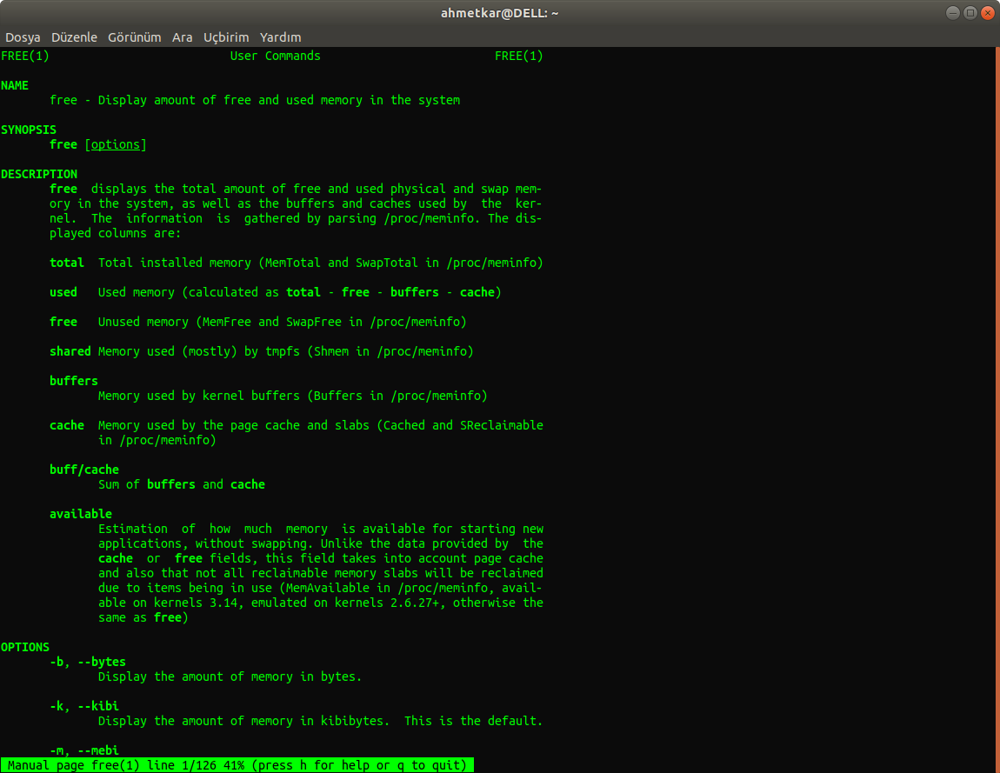 ahmetkar@DELL: ~
Dosya Düzenle Görünüm Ara Uçbirim Yardım
FREE(1)                          User Commands                         FREE(1)
NAME
       free - Display amount of free and used memory in the system
SYNOPSIS
       free [options]
DESCRIPTION
       free  displays the total amount of free and used physical and swap mem-
       ory in the system, as well as the buffers and caches used by  the  ker-
       nel.  The  information  is  gathered by parsing /proc/meminfo. The dis-
       played columns are:
       total  Total installed memory (MemTotal and SwapTotal in /proc/meminfo)
       used   Used memory (calculated as total - free - buffers - cache)
       free   Unused memory (MemFree and SwapFree in /proc/meminfo)
       shared Memory used (mostly) by tmpfs (Shmem in /proc/meminfo)
       buffers
              Memory used by kernel buffers (Buffers in /proc/meminfo)
       cache  Memory used by the page cache and slabs (Cached and SReclaimable
              in /proc/meminfo)
       buff/cache
              Sum of buffers and cache
       available
              Estimation  of  how  much  memory  is available for starting new
              applications, without swapping. Unlike the data provided by  the
              cache  or  free fields, this field takes into account page cache
              and also that not all reclaimable memory slabs will be reclaimed
              due to items being in use (MemAvailable in /proc/meminfo, avail-
              able on kernels 3.14, emulated on kernels 2.6.27+, otherwise the
              same as free)
OPTIONS
       -b, --bytes
              Display the amount of memory in bytes.
       -k, --kibi
              Display the amount of memory in kibibytes.  This is the default.
       -m, --mebi
 Manual page free(1) line 1/126 41% (press h for help or q to quit)